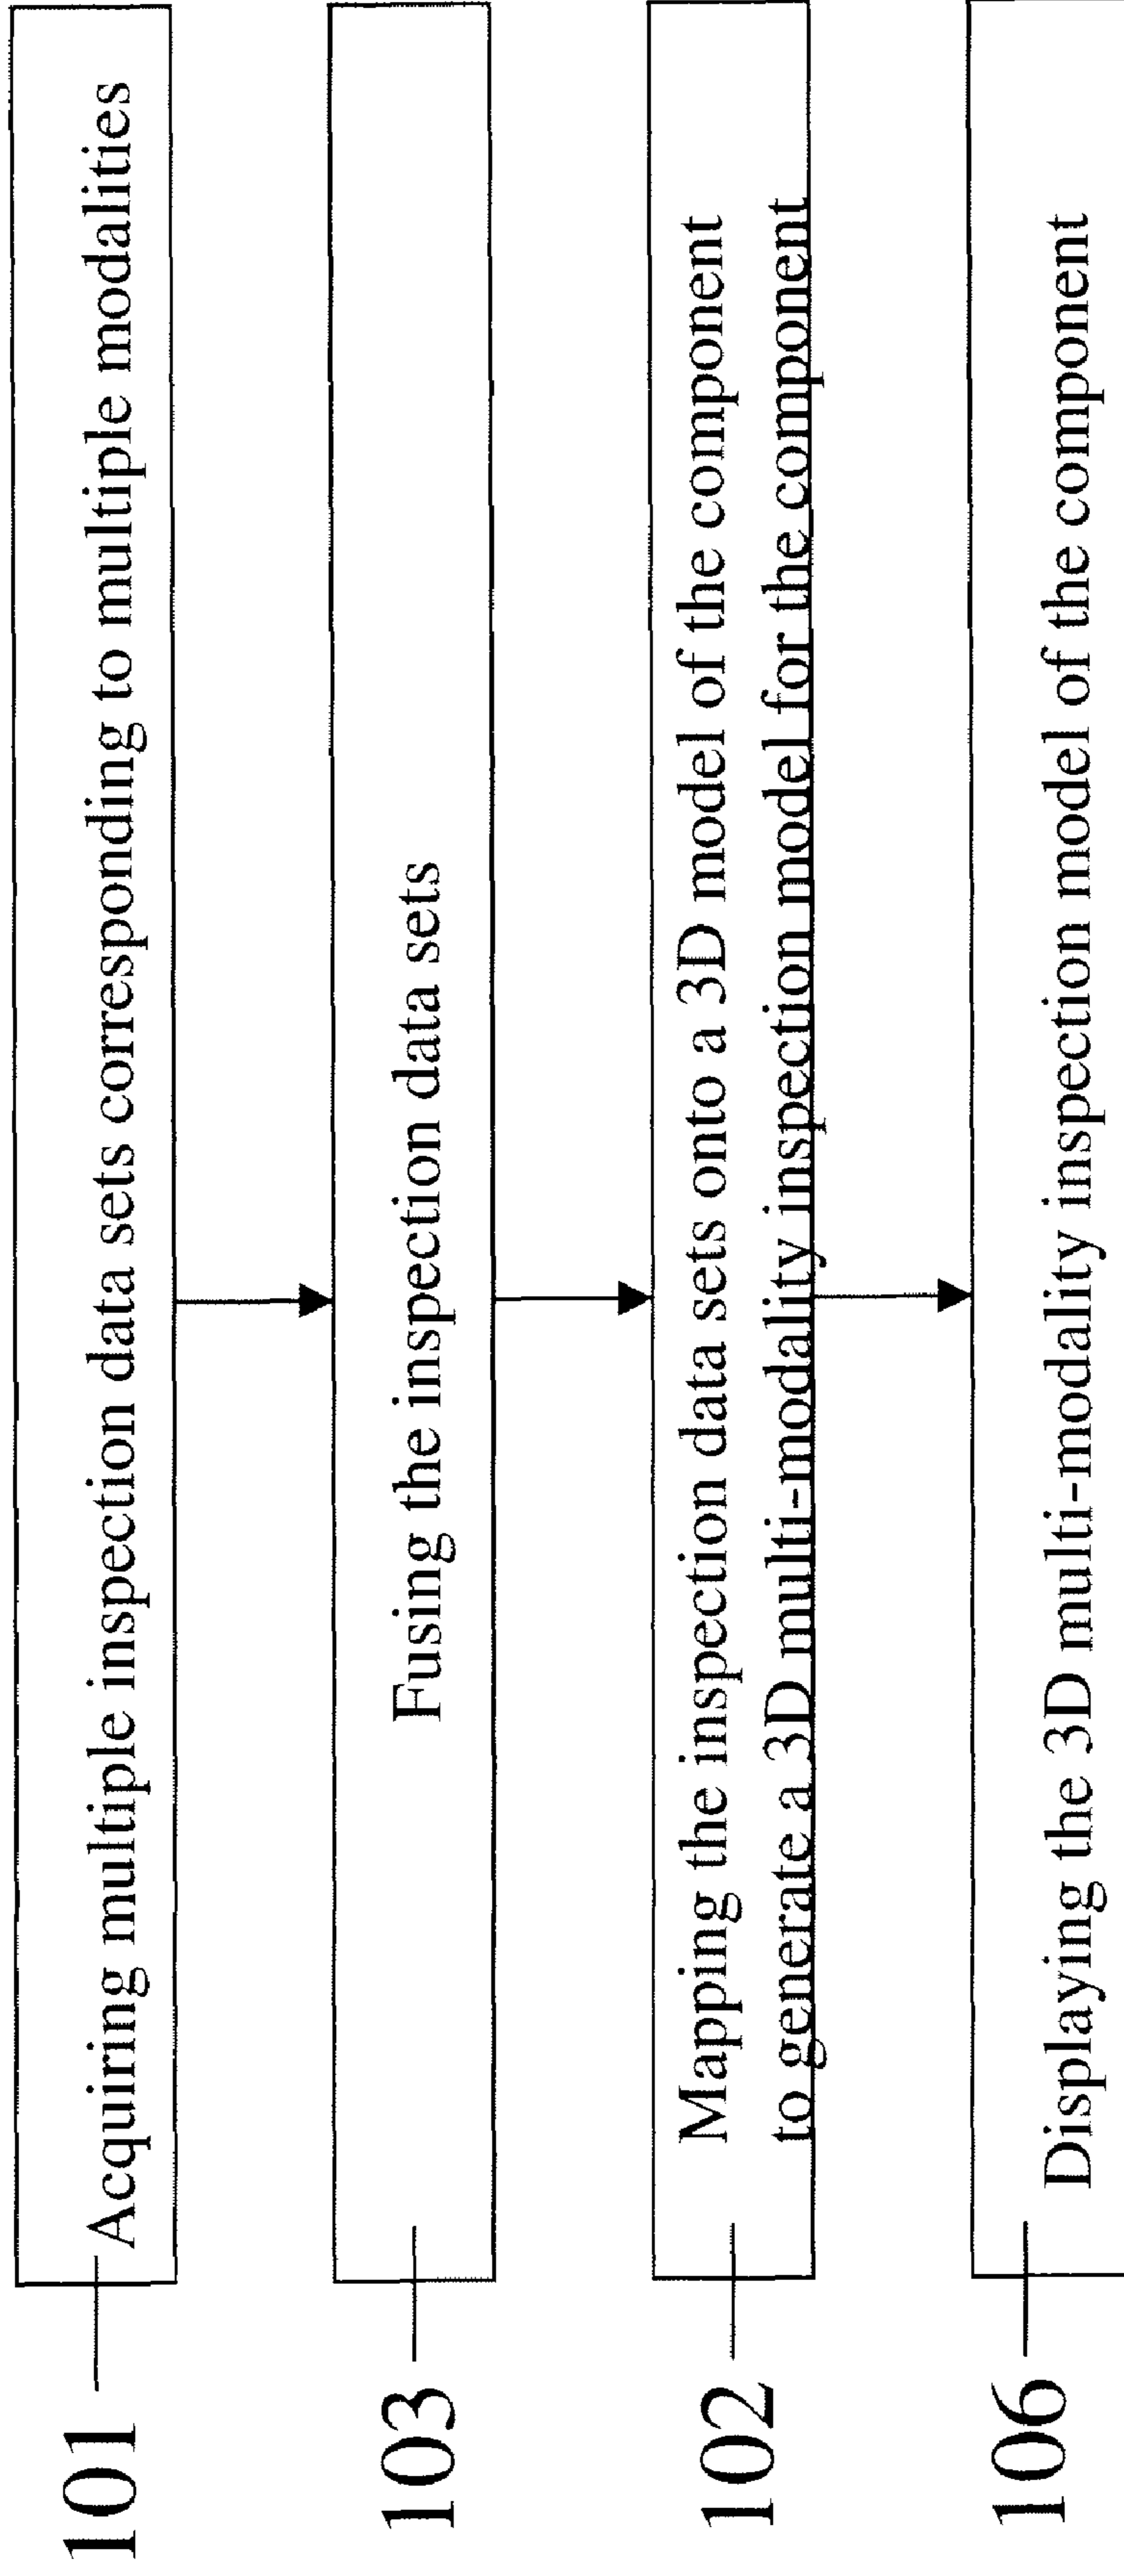 101
Acquiring multiple inspection data sets corresponding to multiple modalities
103
Fusing the inspection data sets
102
Mapping the inspection data sets onto a 3D model of the component
to generate a 3D multi-modality inspection model for the component
106
Displaying the 3D multi-modality inspection model of the component